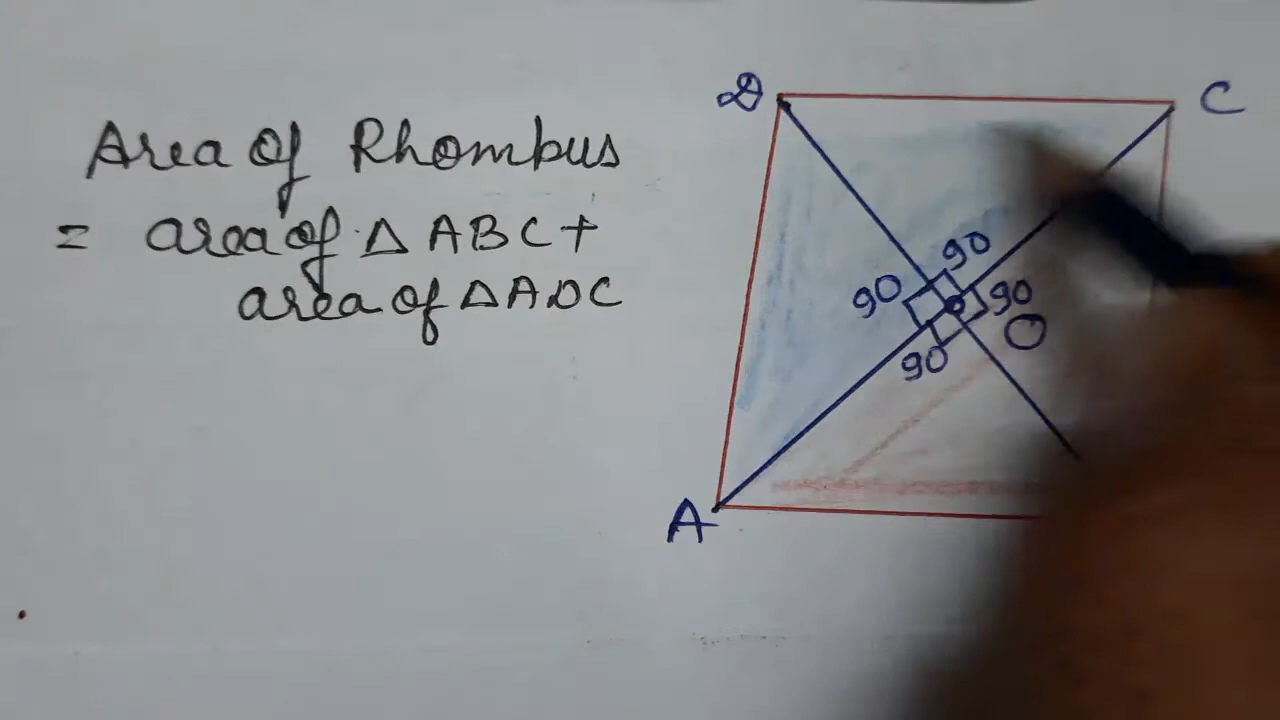 Area of Rhombus
= area of Δ ABC +
area of Δ ADC
D
C
90
90
90
O
90
A